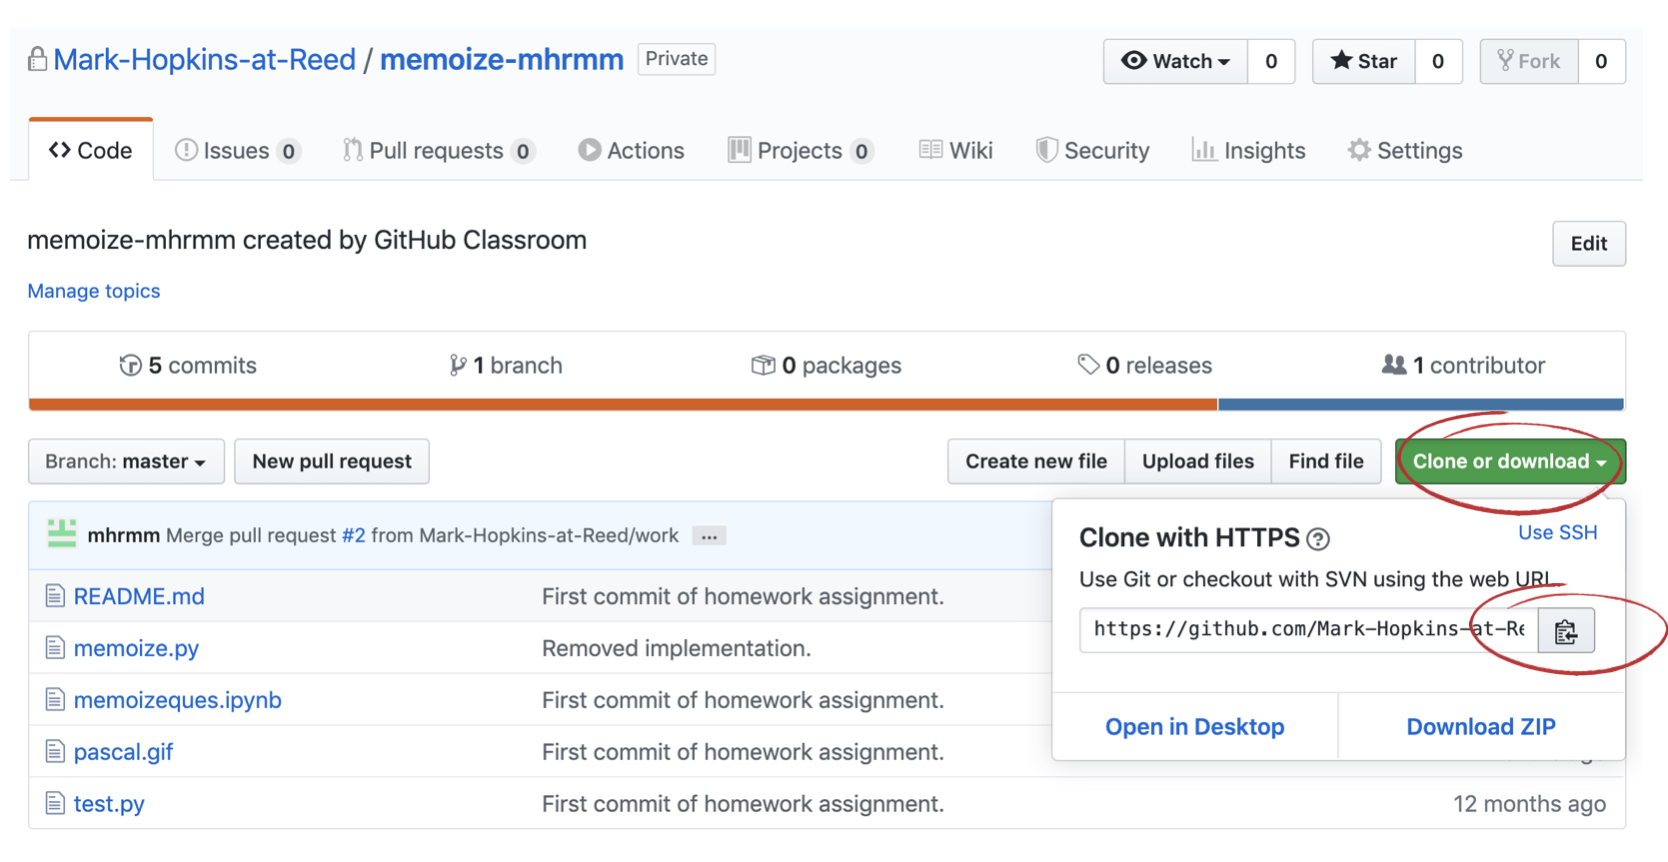 Mark-Hopkins-at-Reed / memoize-mhrmm Private Watch 0 Star 0 Fork 0
Code Issues 0 Pull requests 0 Actions Projects 0 Wiki Security Insights Settings
memoize-mhrmm created by GitHub Classroom Edit
Manage topics
5 commits 1 branch 0 packages 0 releases 1 contributor
Branch: master New pull request Create new file Upload files Find file Clone or download
mhrmm Merge pull request #2 from Mark-Hopkins-at-Reed/work ...
Clone with HTTPS ? Use SSH
Use Git or checkout with SVN using the web URL.
https://github.com/Mark-Hopkins-at-Re
Open in Desktop Download ZIP
README.md First commit of homework assignment.
memoize.py Removed implementation.
memoizeques.ipynb First commit of homework assignment.
pascal.gif First commit of homework assignment.
test.py First commit of homework assignment. 12 months ago